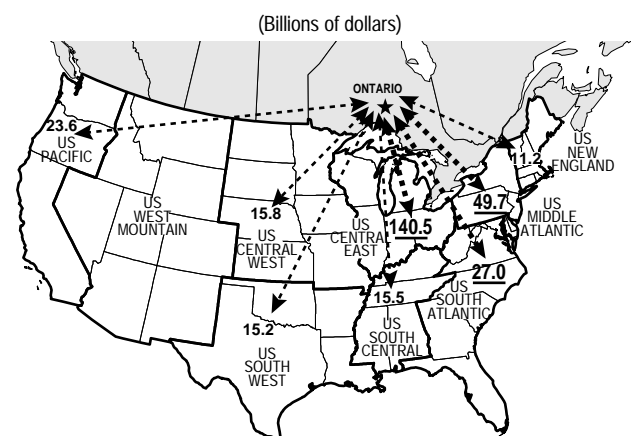 (Billions of dollars)
ONTARIO
23.6
US
PACIFIC
11.2
US
NEW
ENGLAND
US
WEST
MOUNTAIN
15.8
US
CENTRAL
WEST
US
CENTRAL
EAST
140.5
49.7
US
MIDDLE
ATLANTIC
27.0
US
SOUTH
ATLANTIC
15.5
US
SOUTH
CENTRAL
15.2
US
SOUTH
WEST